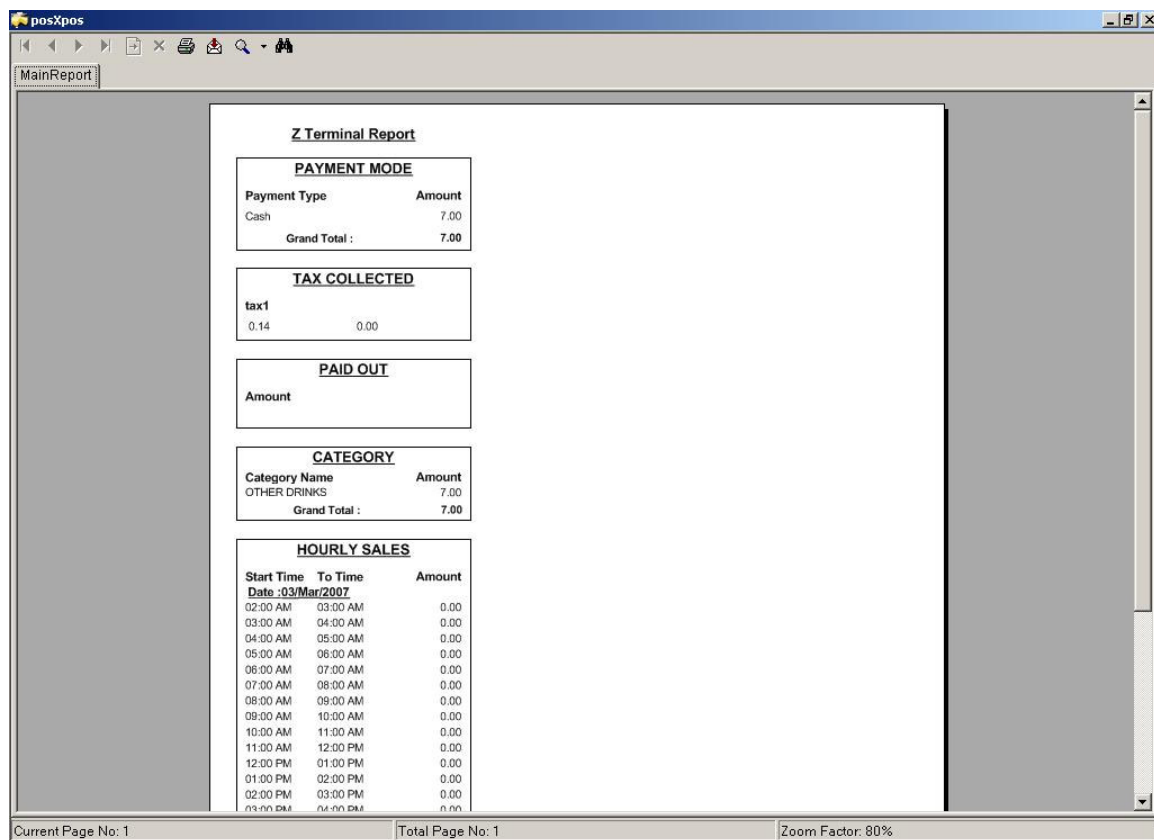 posXpos
MainReport
Z Terminal Report
PAYMENT MODE
Payment Type Amount
Cash 7.00
Grand Total : 7.00
TAX COLLECTED
tax1
0.14 0.00
PAID OUT
Amount
CATEGORY
Category Name Amount
OTHER DRINKS 7.00
Grand Total : 7.00
HOURLY SALES
Start Time To Time Amount
Date :03/Mar/2007
02:00 AM 03:00 AM 0.00
03:00 AM 04:00 AM 0.00
04:00 AM 05:00 AM 0.00
05:00 AM 06:00 AM 0.00
06:00 AM 07:00 AM 0.00
07:00 AM 08:00 AM 0.00
08:00 AM 09:00 AM 0.00
09:00 AM 10:00 AM 0.00
10:00 AM 11:00 AM 0.00
11:00 AM 12:00 PM 0.00
12:00 PM 01:00 PM 0.00
01:00 PM 02:00 PM 0.00
02:00 PM 03:00 PM 0.00
03:00 PM 04:00 PM 0.00
Current Page No: 1 Total Page No: 1 Zoom Factor: 80%